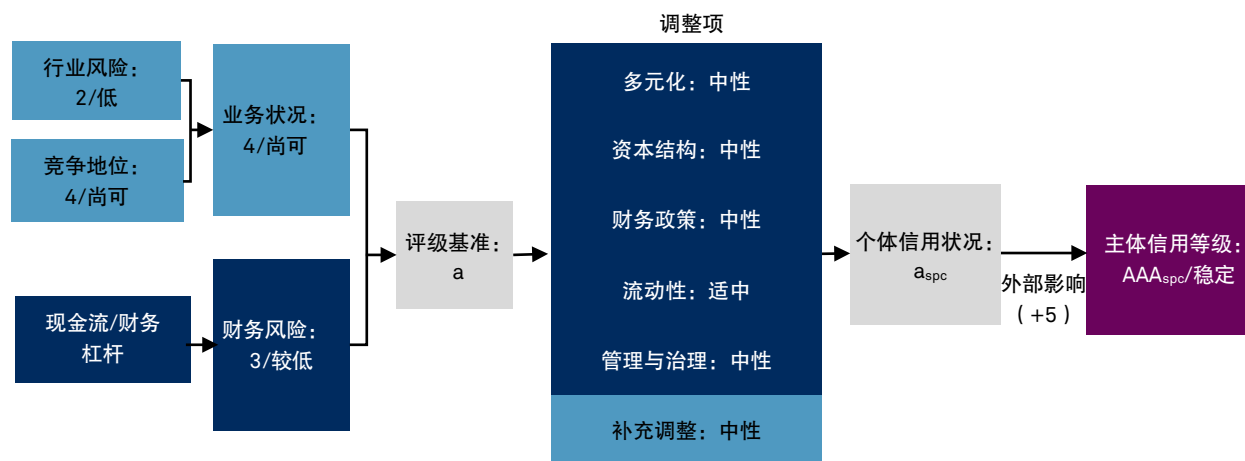 行业风险：
2/低
竞争地位：
4/尚可
业务状况：
4/尚可
现金流/财务
杠杆
财务风险：
3/较低
评级基准：
a
调整项
多元化：中性
资本结构：中性
财务政策：中性
流动性：适中
管理与治理：中性
补充调整：中性
个体信用状况：
aspc
外部影响
（+5）
主体信用等级：
AAAspc/稳定